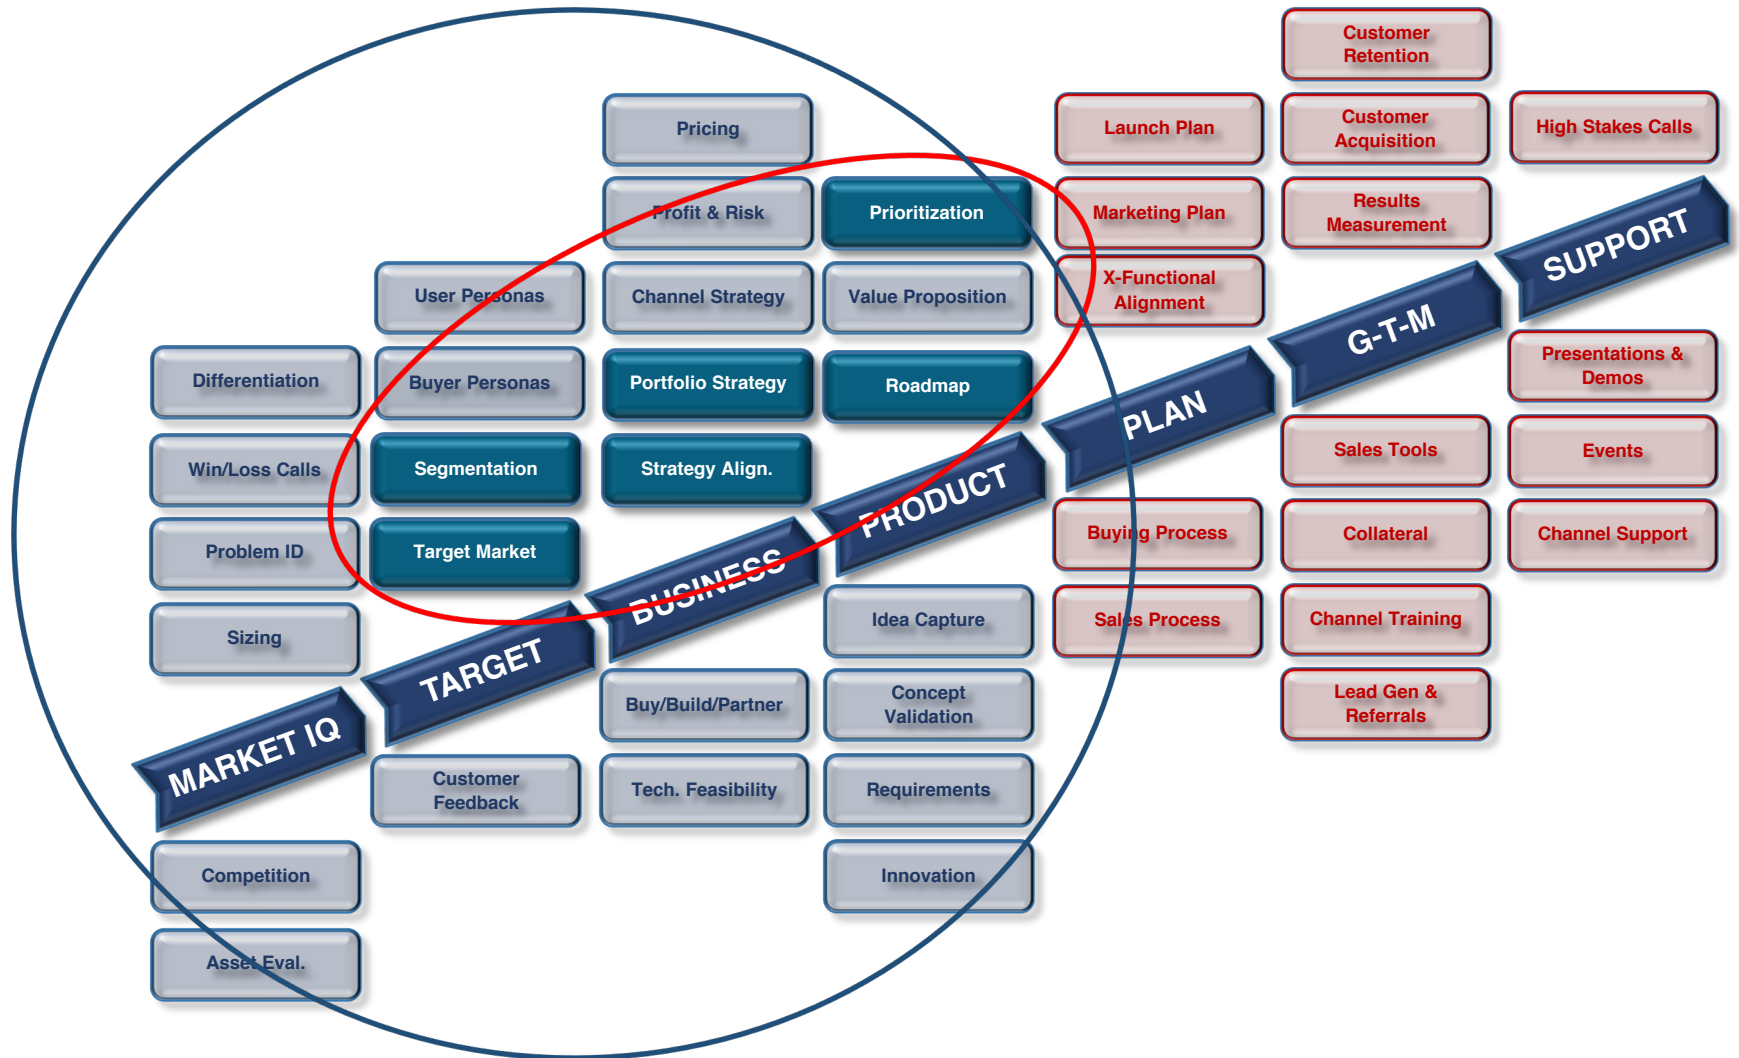 Customer
Retention
Pricing
Launch Plan
Customer
Acquisition
High Stakes Calls
Profit & Risk
Prioritization
Marketing Plan
Results
Measurement
SUPPORT
User Personas
Channel Strategy
Value Proposition
X-Functional
Alignment
G-T-M
Differentiation
Buyer Personas
Portfolio Strategy
Roadmap
PLAN
Presentations &
Demos
Win/Loss Calls
Segmentation
Strategy Align.
PRODUCT
Sales Tools
Events
Problem ID
Target Market
BUSINESS
Buying Process
Collateral
Channel Support
Sizing
TARGET
Idea Capture
Sales Process
Channel Training
MARKET IQ
Buy/Build/Partner
Concept
Validation
Lead Gen &
Referrals
Customer
Feedback
Tech. Feasibility
Requirements
Competition
Innovation
Asset Eval.